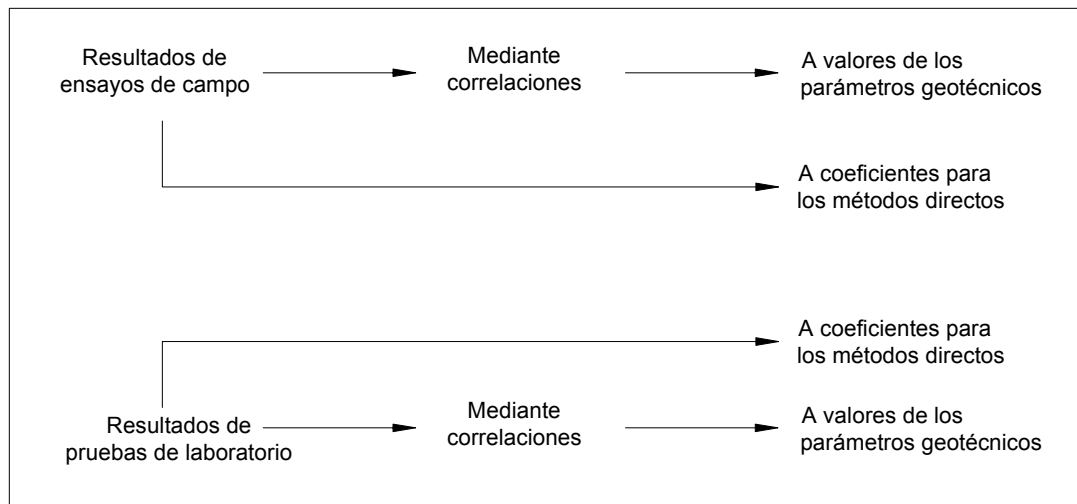 Resultados de
ensayos de campo
Mediante
correlaciones
A valores de los
parámetros geotécnicos
A coeficientes para
los métodos directos
A coeficientes para
los métodos directos
Resultados de
pruebas de laboratorio
Mediante
correlaciones
A valores de los
parámetros geotécnicos